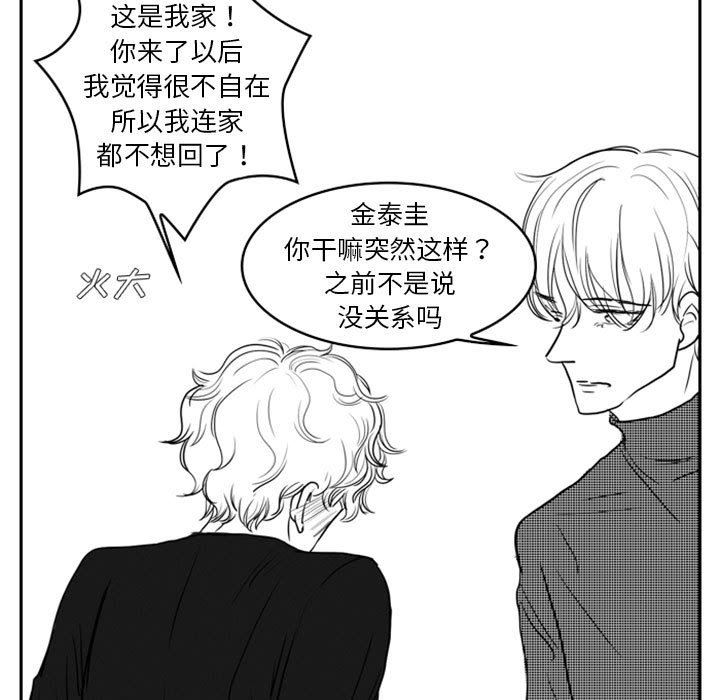 这是我家！
你来了以后
我觉得很不自在
所以我连家
都不想回了！
金泰圭
你干嘛突然这样？
之前不是说
没关系吗
火大